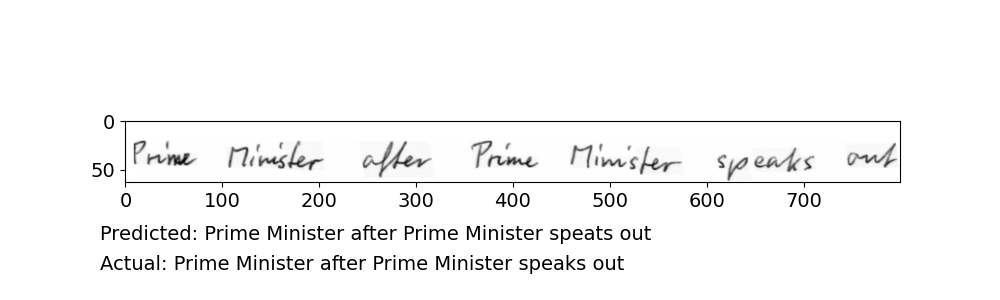 0
50
Prime Minister after Prime Minister speaks out
0 100 200 300 400 500 600 700
Predicted: Prime Minister after Prime Minister speats out
Actual: Prime Minister after Prime Minister speaks out